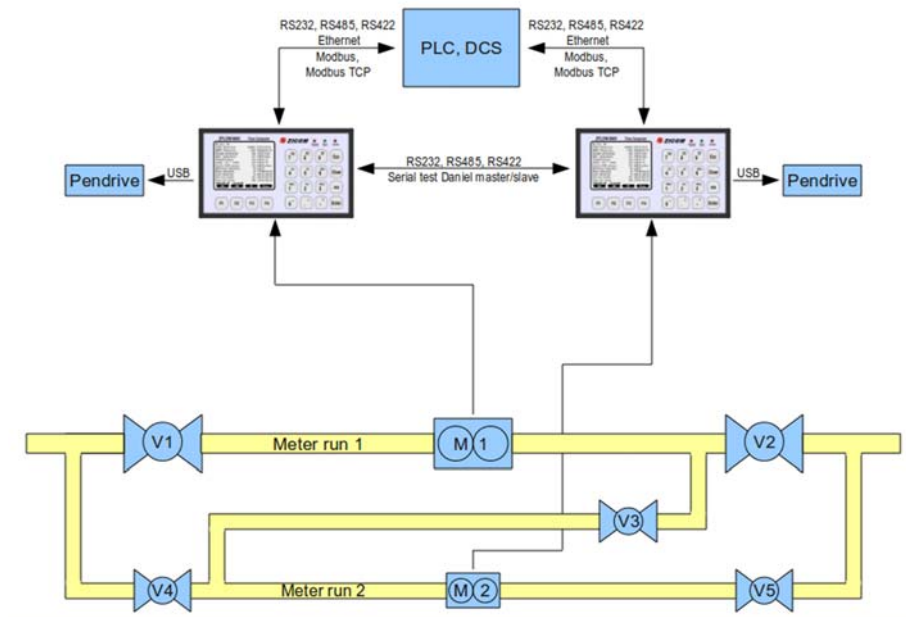 RS232, RS485, RS422
Ethernet
Modbus,
Modbus TCP
PLC, DCS
RS232, RS485, RS422
Ethernet
Modbus,
Modbus TCP
ZICOM
ZICOM
Pendrive
USB
RS232, RS485, RS422
Serial test Daniel master/slave
USB
Pendrive
V1
Meter run 1
M 1
V2
V3
V4
Meter run 2
M 2
V5